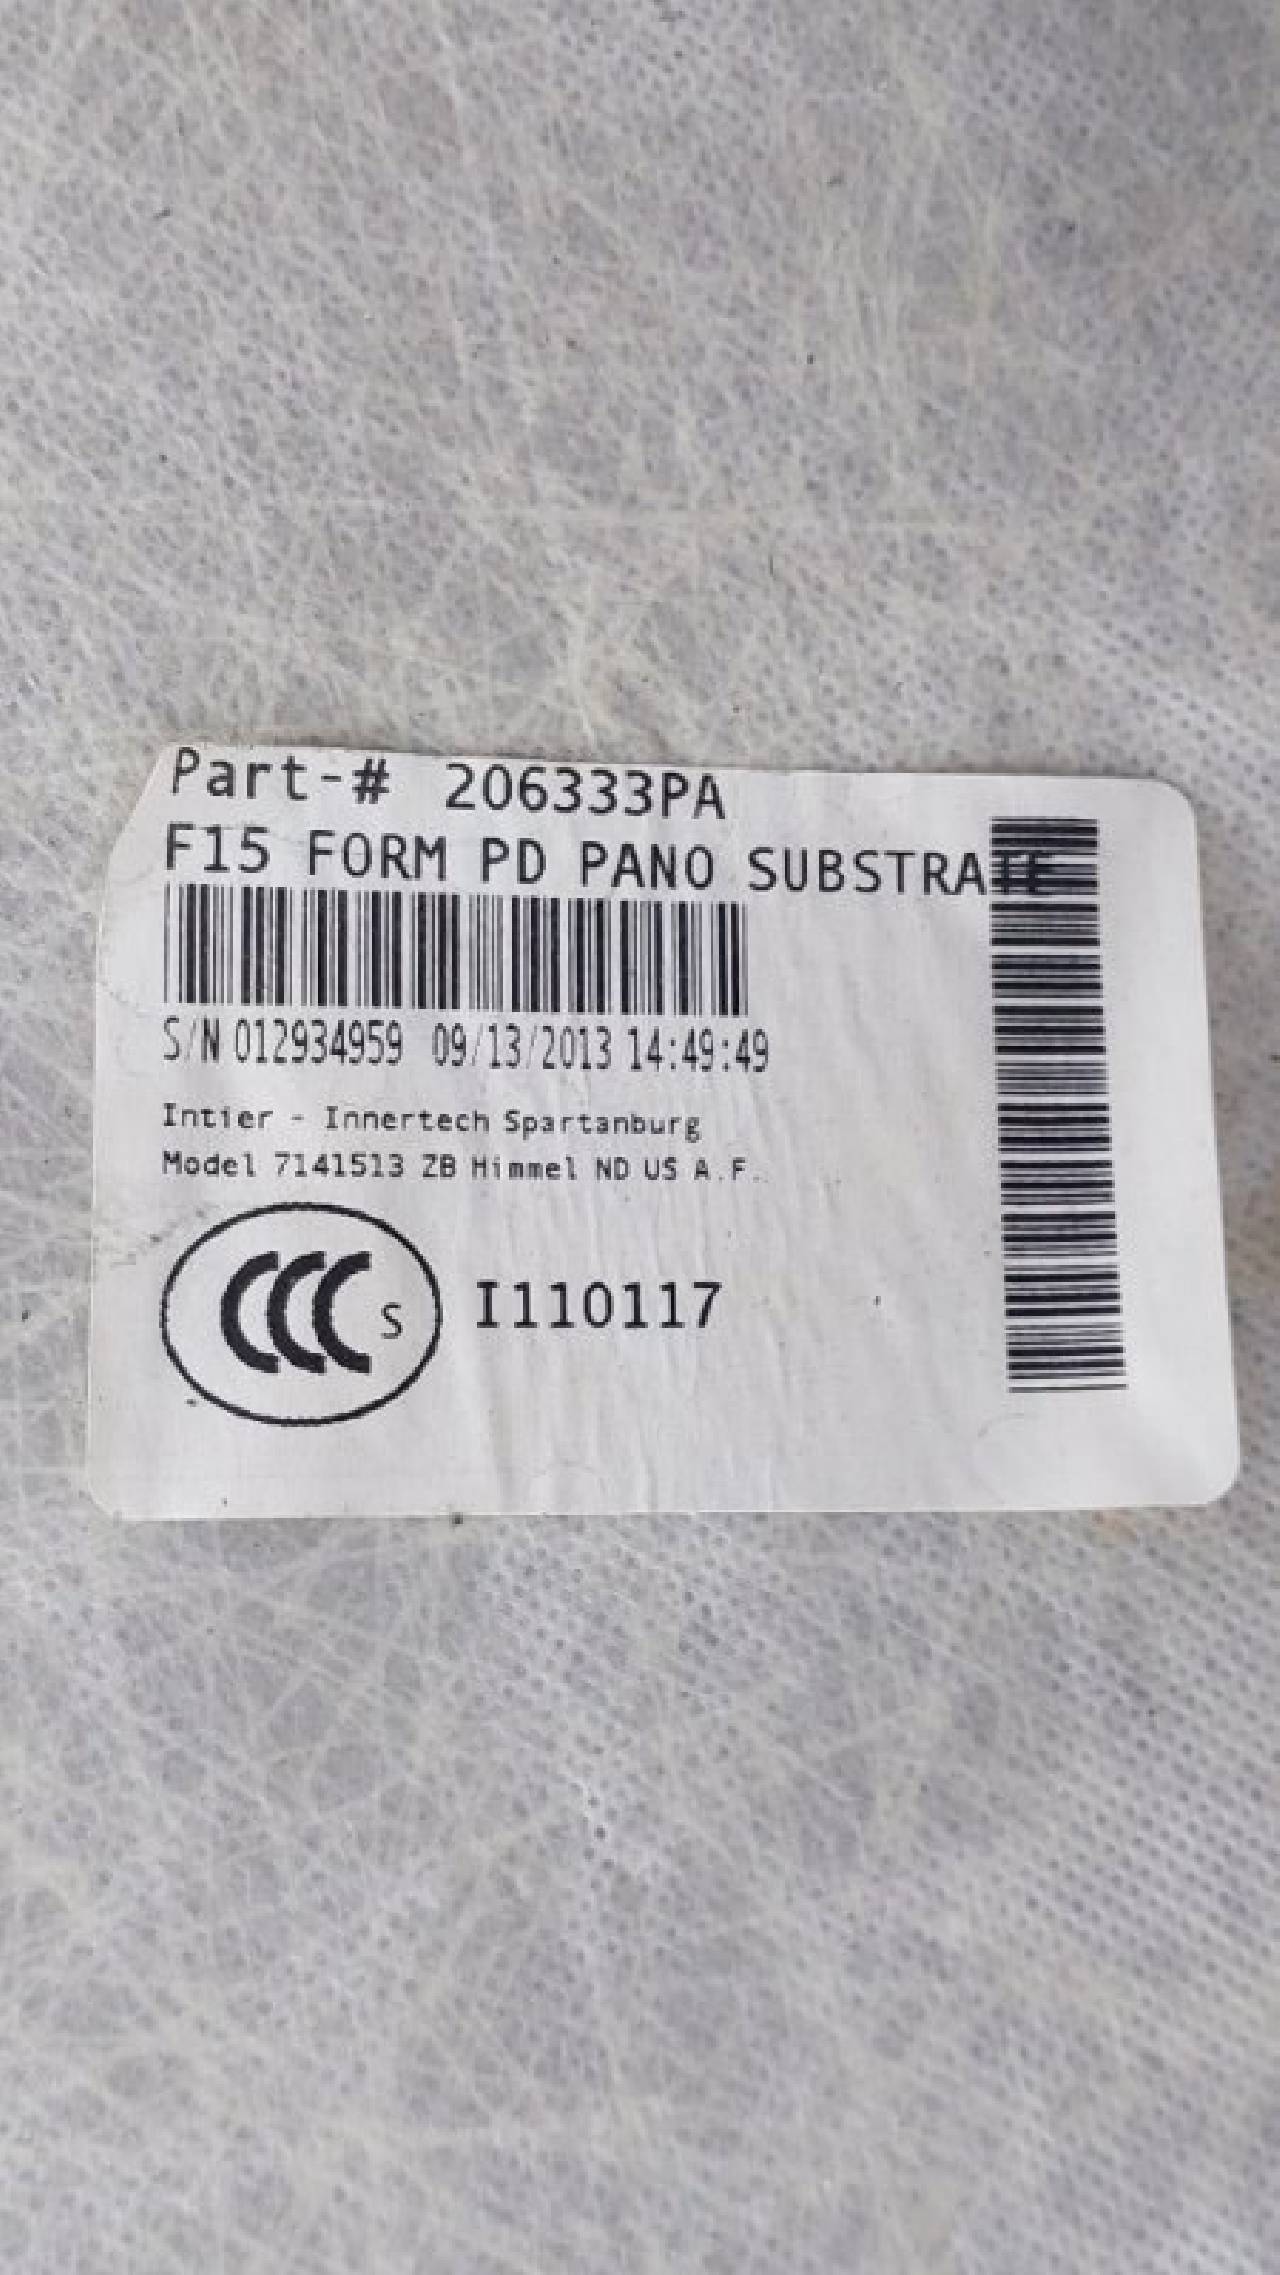 Part-# 206333PA
F15 FORM PD PANO SUBSTRATE
S/N 012934959 09/13/2013 14:49:49
Intier - Innertech Spartanburg
Model 7141513 ZB Himmel ND US A.F.
CCC S I110117